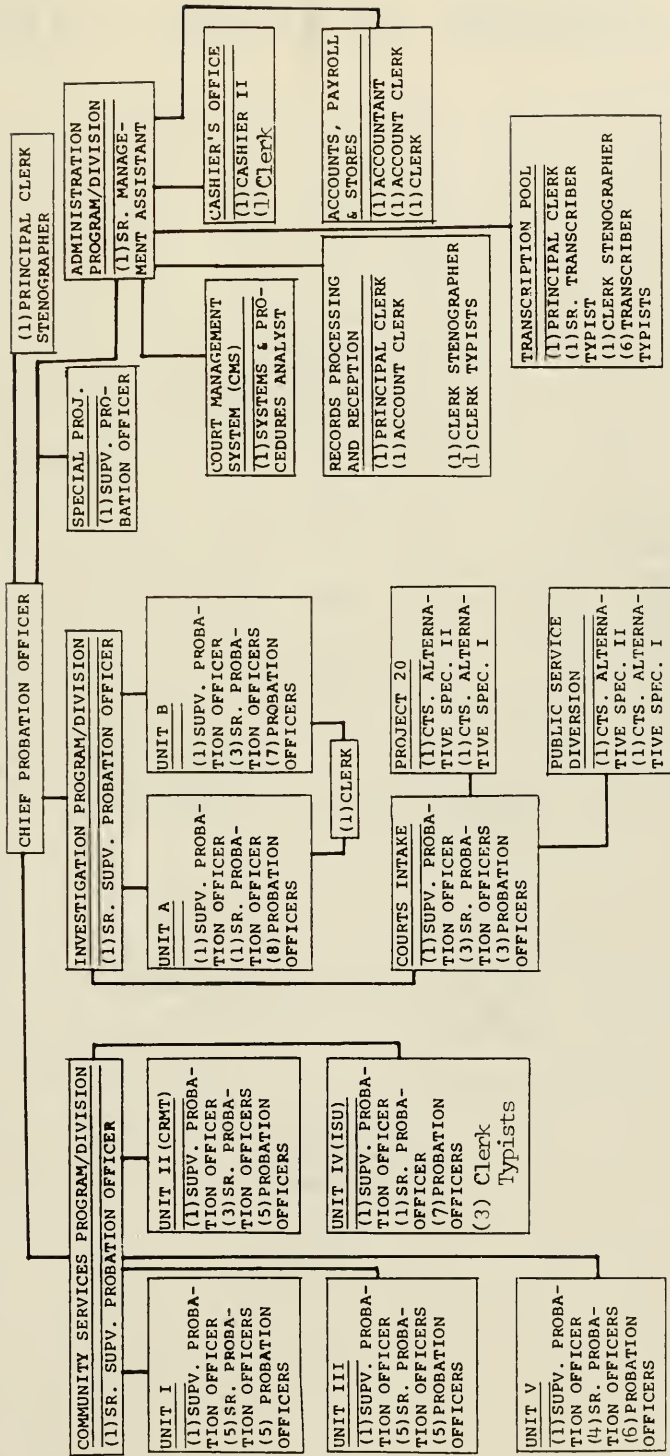 CHIEF PROBATION OFFICER
(1)PRINCIPAL CLERK
STENOGRAPHER
COMMUNITY SERVICES PROGRAM/DIVISION
(1)SR. SUPV. PROBATION OFFICER
UNIT I
(1)SUPV. PROBA-
TION OFFICER
(5)SR. PROBA-
TION OFFICERS
(5) PROBATION
OFFICERS
UNIT II(CRMT)
(1)SUPV. PROBA-
TION OFFICER
(3)SR. PROBA-
TION OFFICERS
(5)PROBATION
OFFICERS
UNIT III
(1)SUPV. PROBA-
TION OFFICER
(5)SR. PROBA-
TION OFFICERS
(5)PROBATION
OFFICERS
UNIT IV(ISU)
(1)SUPV. PROBA-
TION OFFICER
(1)SR. PROBA-
OFFICER
(7)PROBATION
OFFICERS
(3) Clerk
Typists
UNIT V
(1)SUPV. PROBA-
TION OFFICER
(4)SR. PROBA-
TION OFFICERS
(6)PROBATION
OFFICERS
INVESTIGATION PROGRAM/DIVISION
(1)SR. SUPV. PROBATION OFFICER
UNIT A
(1)SUPV. PROBA-
TION OFFICER
(1)SR. PROBA-
TION OFFICER
(8)PROBATION
OFFICERS
UNIT B
(1)SUPV. PROBA-
TION OFFICER
(3)SR. PROBA-
TION OFFICERS
(7)PROBATION
OFFICERS
(1)CLERK
COURTS INTAKE
(1)SUPV. PROBA-
TION OFFICER
(3)SR. PROBA-
TION OFFICERS
(3)PROBATION
OFFICERS
PROJECT 20
(1)CTS. ALTERNA-
TIVE SPEC. II
(1)CTS. ALTERNA-
TIVE SPEC. I
PUBLIC SERVICE
DIVERSION
(1)CTS. ALTERNA-
TIVE SPEC. II
(1)CTS. ALTERNA-
TIVE SPEC. I
SPECIAL PROJ.
(1)SUPV. PRO-
BATION OFFICER
ADMINISTRATION
PROGRAM/DIVISION
(1)SR. MANAGE-
MENT ASSISTANT
COURT MANAGEMENT
SYSTEM (CMS)
(1)SYSTEMS & PRO-
CEDURES ANALYST
CASHIER'S OFFICE
(1)CASHIER II
(1)Clerk
RECORDS PROCESSING
AND RECEPTION
(1)PRINCIPAL CLERK
(1)ACCOUNT CLERK
(1)CLERK STENOGRAPHER
(1)CLERK TYPISTS
ACCOUNTS, PAYROLL
& STORES
(1)ACCOUNTANT
(1)ACCOUNT CLERK
(1)CLERK
TRANSCRIPTION POOL
(1)PRINCIPAL CLERK
(1)SR. TRANSCRIBER
TYPIST
(1)CLERK STENOGRAPHER
(6)TRANSCRIBER
TYPISTS